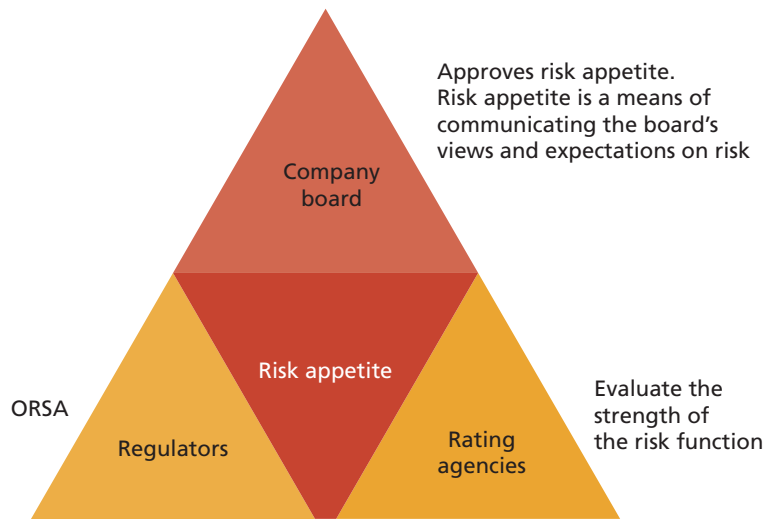 Approves risk appetite.
Risk appetite is a means of
communicating the board's
views and expectations on risk
Company
board
Risk appetite
ORSA
Regulators
Rating
agencies
Evaluate the
strength of
the risk function